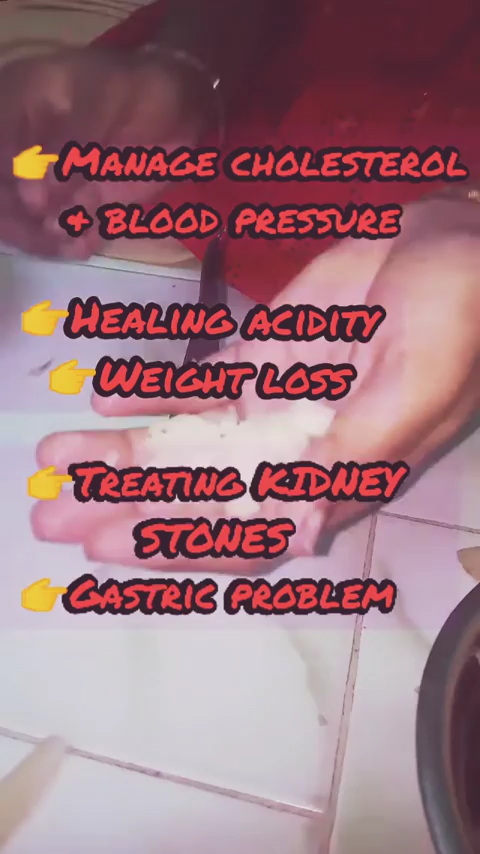 👉Manage cholesterol
& blood pressure
👉Healing acidity
👉Weight loss
👉Treating KIDNEY
STONES
👉Gastric problem